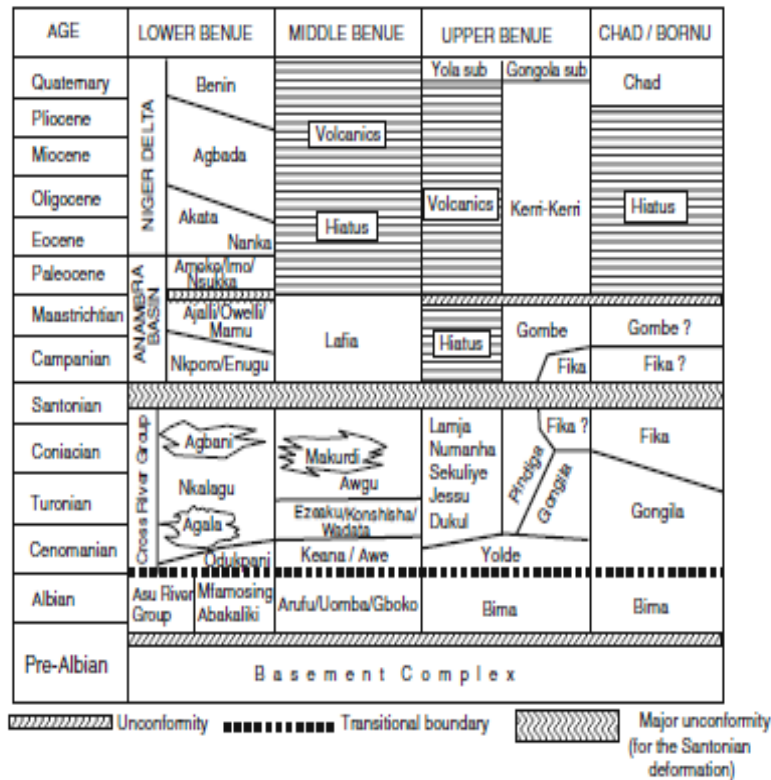 AGE LOWER BENUE MIDDLE BENUE UPPER BENUE CHAD / BORNU
Yola sub Gongola sub
Quaternary Benin Chad
Pliocene
Volcanios
Miocene Agbada
NIGER DELTA
Oligocene Akata Volcanics Kerri-Kerri Hiatus
Hiatus
Eocene Nanka
Paleocene Ameke/Imo/
Nsukka
ANAMBRA
BASIN
Maastrichtian Ajalli/Owelli/
Mamu Lafia Gombe Gombe ?
Hiatus
Campanian Nkporo/Enugu Fika Fika ?
Santonian
Cross River Group
Coniacian Agbani Makurdi Lamja Fika ? Fika
Numanha
Awgu Sekuliye
Nkalagu Jessu Pindiga
Turonian Ezeaku/Konshisha/ Dukul Gongila Gongila
Wadata
Agala
Cenomanian Odukpani Keana / Awe Yolde
Albian Asu River Mfamosing Arufu/Uomba/Gboko Bima Bima
Group Abakaliki
Pre-Albian Basement Complex
Unconformity Transitional boundary Major unconformity
(for the Santonian
deformation)